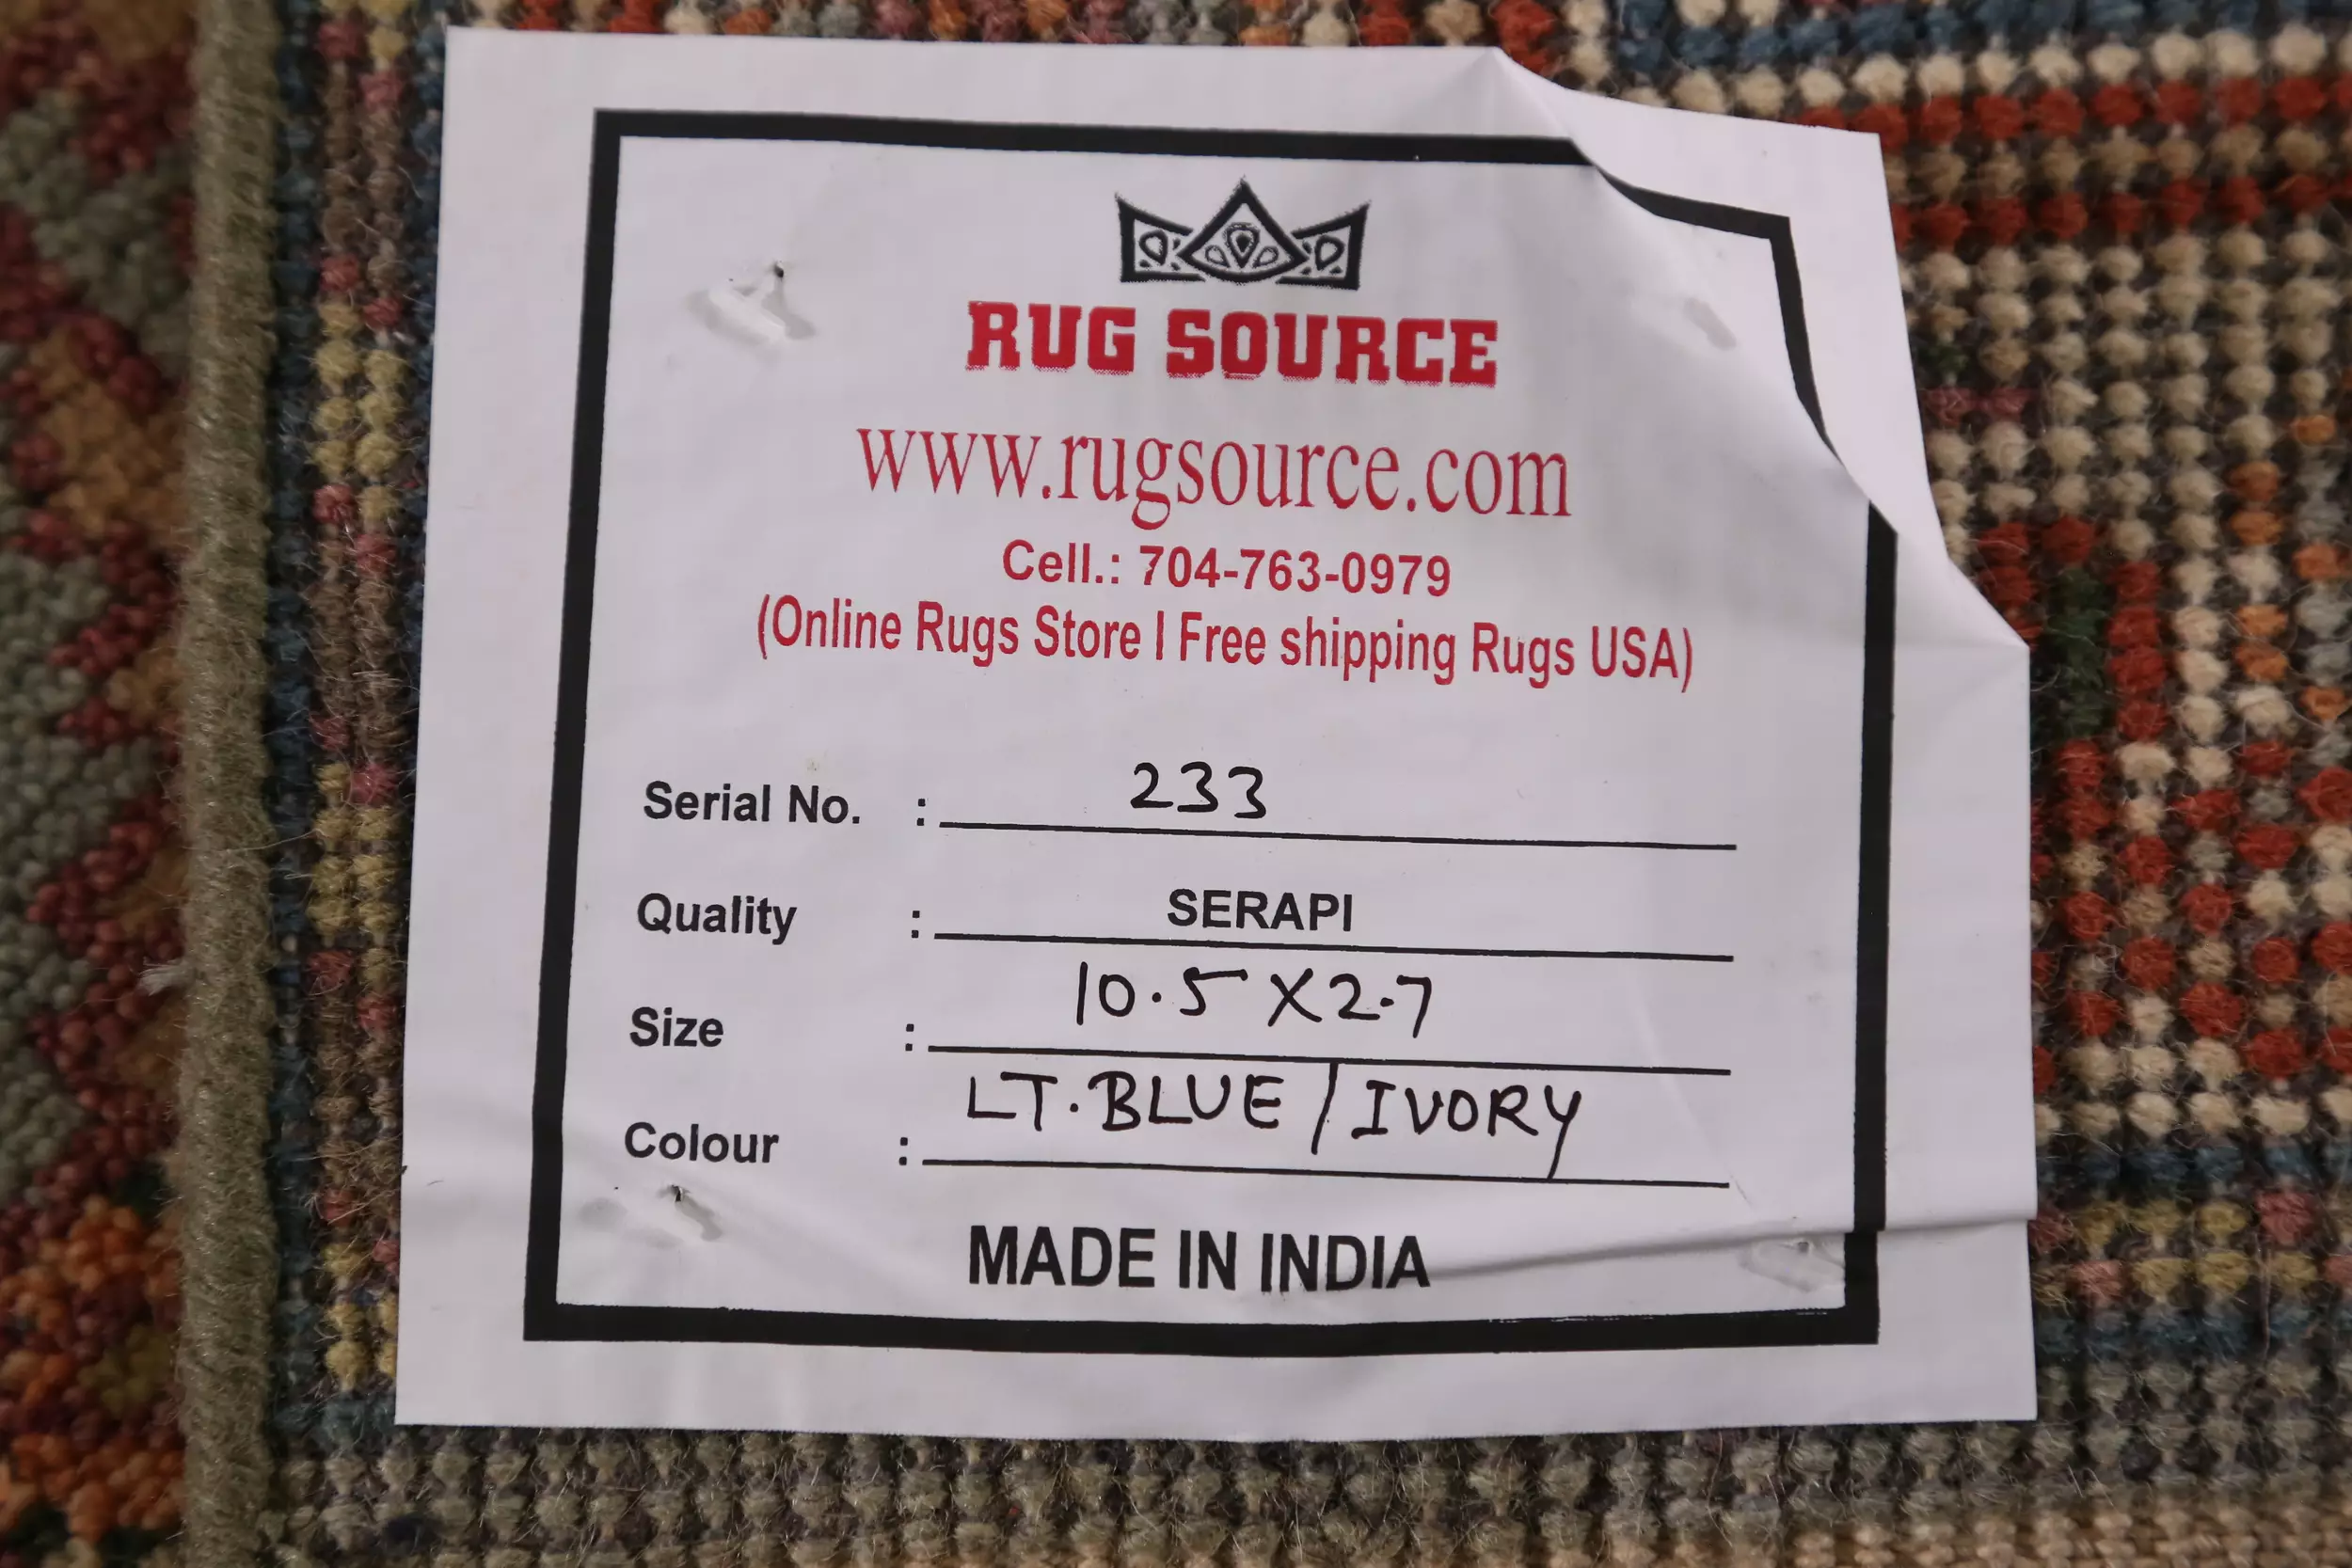 RUG SOURCE
www.rugsource.com
Cell.: 704-763-0979
(Online Rugs Store I Free shipping Rugs USA)
Serial No. : 233
Quality : SERAPI
Size : 10.5 X 2.7
Colour : LT. BLUE / IVORY
MADE IN INDIA